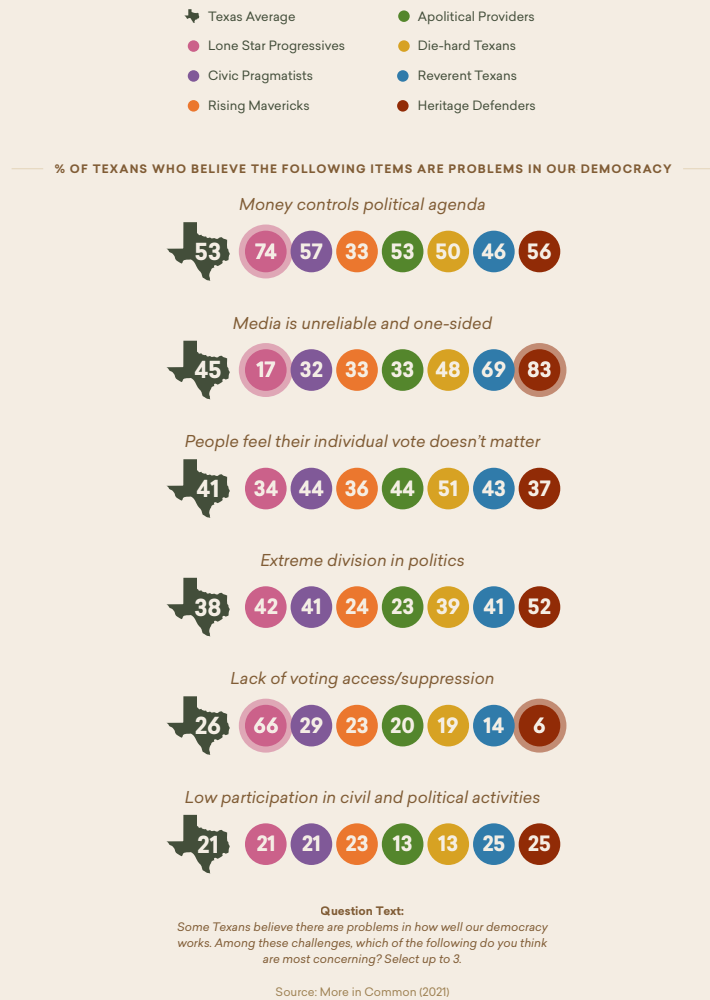 Texas Average
Apolitical Providers
Lone Star Progressives
Die-hard Texans
Civic Pragmatists
Reverent Texans
Rising Mavericks
Heritage Defenders
% OF TEXANS WHO BELIEVE THE FOLLOWING ITEMS ARE PROBLEMS IN OUR DEMOCRACY
Money controls political agenda
53 74 57 33 53 50 46 56
Media is unreliable and one-sided
45 17 32 33 33 48 69 83
People feel their individual vote doesn't matter
41 34 44 36 44 51 43 37
Extreme division in politics
38 42 41 24 23 39 41 52
Lack of voting access/suppression
26 66 29 23 20 19 14 6
Low participation in civil and political activities
21 21 21 23 13 13 25 25
Question Text:
Some Texans believe there are problems in how well our democracy
works. Among these challenges, which of the following do you think
are most concerning? Select up to 3.
Source: More in Common (2021)